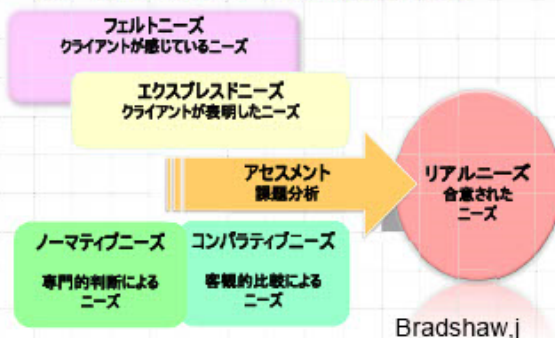 フェルトニーズ
クライアントが感じているニーズ
エクスプレスドニーズ
クライアントが表明したニーズ
アセスメント
課題分析
リアルニーズ
合意された
ニーズ
ノーマティブニーズ
専門的判断による
ニーズ
コンパラティブニーズ
客観的比較による
ニーズ
Bradshaw,j